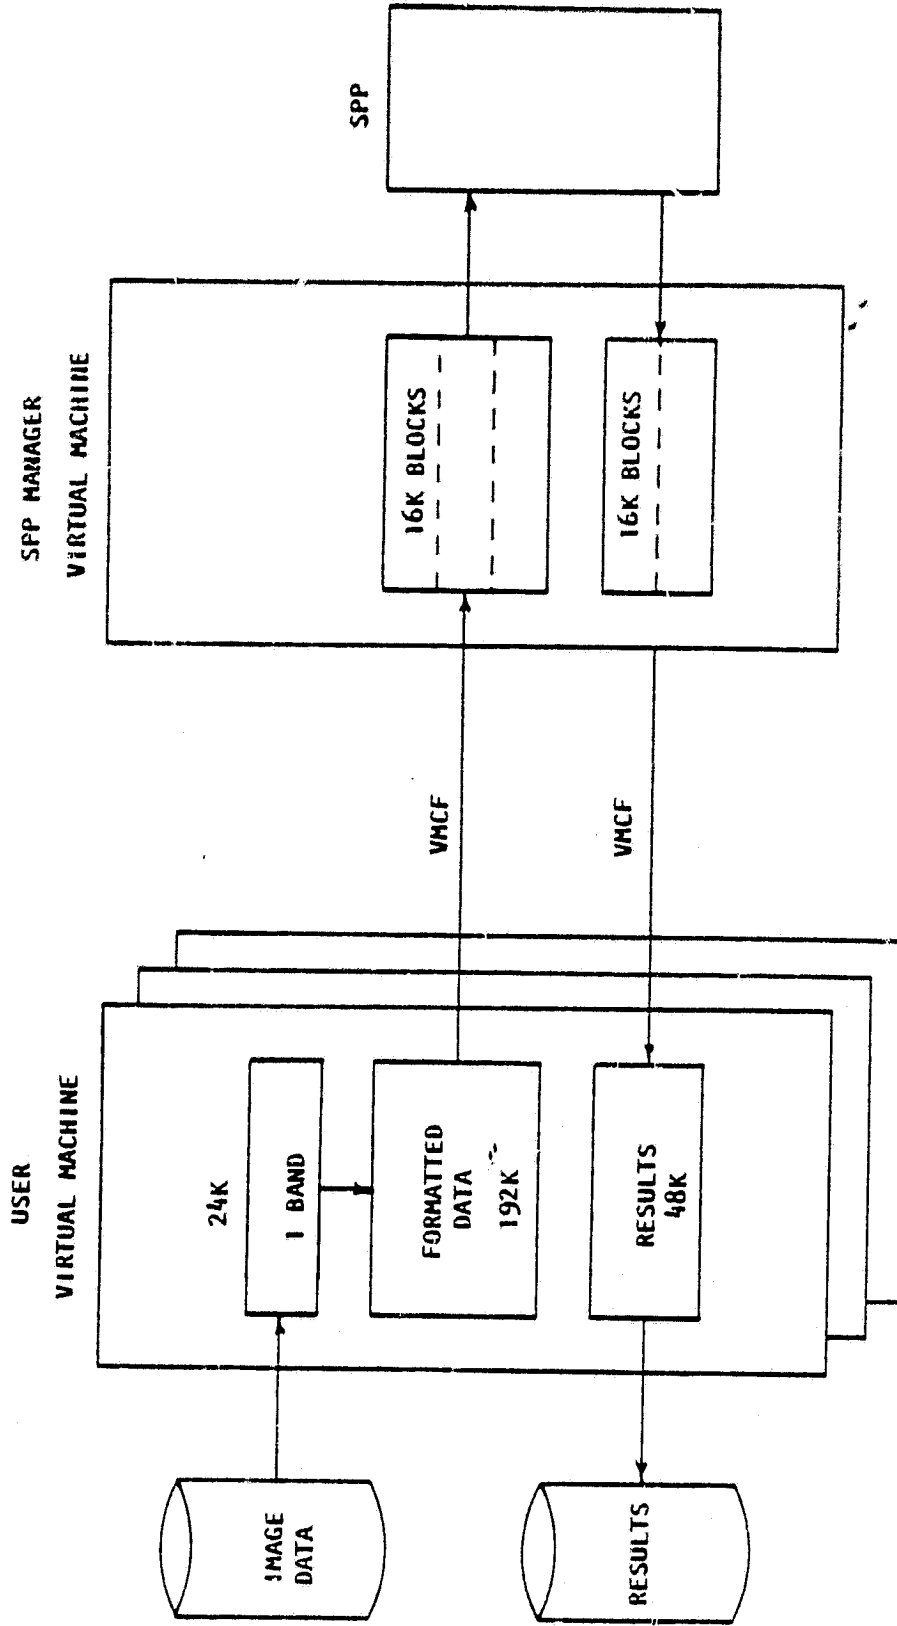 USER
VIRTUAL MACHINE
SPP MANAGER
VIRTUAL MACHINE
SPP
24K
1 BAND
IMAGE
DATA
FORMATTED
DATA
192K
VMCF
16K BLOCKS
RESULTS
RESULTS
48K
VMCF
16K BLOCKS